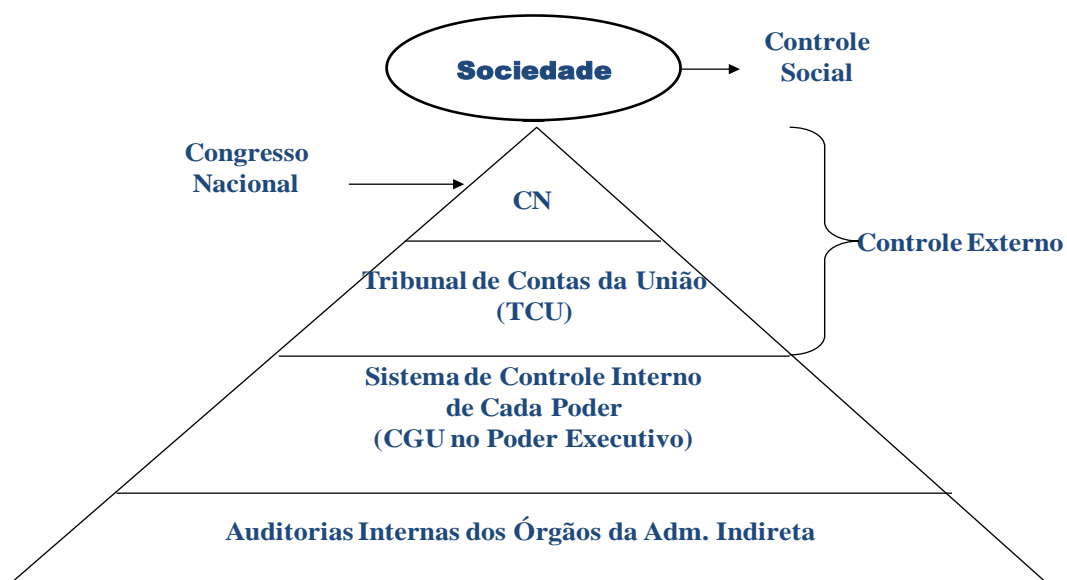 Sociedade
Controle
Social
Congresso
Nacional
CN
Controle Externo
Tribunal de Contas da União
(TCU)
Sistema de Controle Interno
de Cada Poder
(CGU no Poder Executivo)
Auditorias Internas dos Órgãos da Adm. Indireta